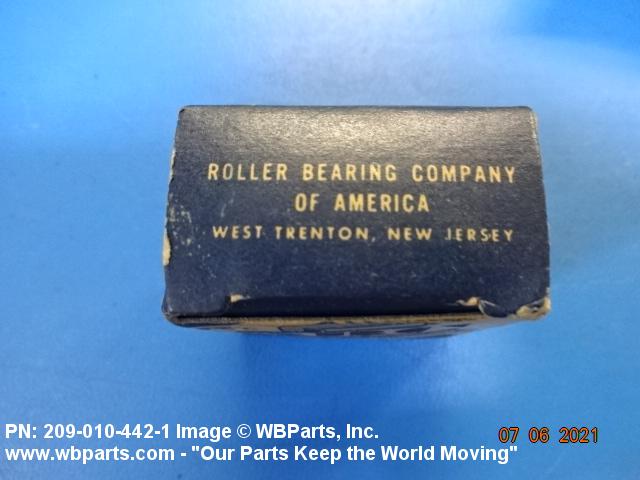 ROLLER BEARING COMPANY
OF AMERICA
WEST TRENTON, NEW JERSEY
PN: 209-010-442-1 Image © WBParts, Inc.
07 06 2021
www.wbparts.com - "Our Parts Keep the World Moving"